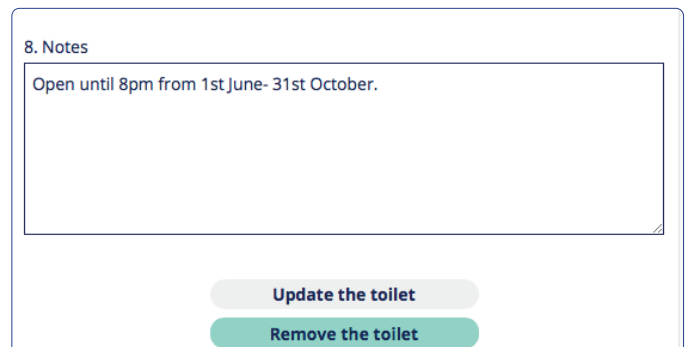 8. Notes
Open until 8pm from 1st June- 31st October.
Update the toilet
Remove the toilet